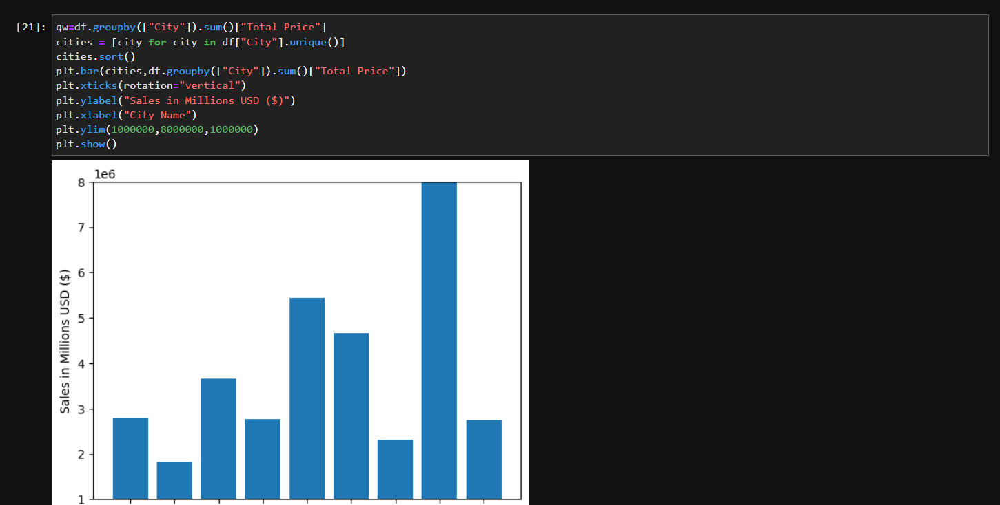 [21]: qw=df.groupby(["City"]).sum()["Total Price"]
cities = [city for city in df["City"].unique()]
cities.sort()
plt.bar(cities,df.groupby(["City"]).sum()["Total Price"])
plt.xticks(rotation="vertical")
plt.ylabel("Sales in Millions USD ($)")
plt.xlabel("City Name")
plt.ylim(1000000,8000000,1000000)
plt.show()
1e6
8
7
6
5
4
3
2
1
Sales in Millions USD ($)